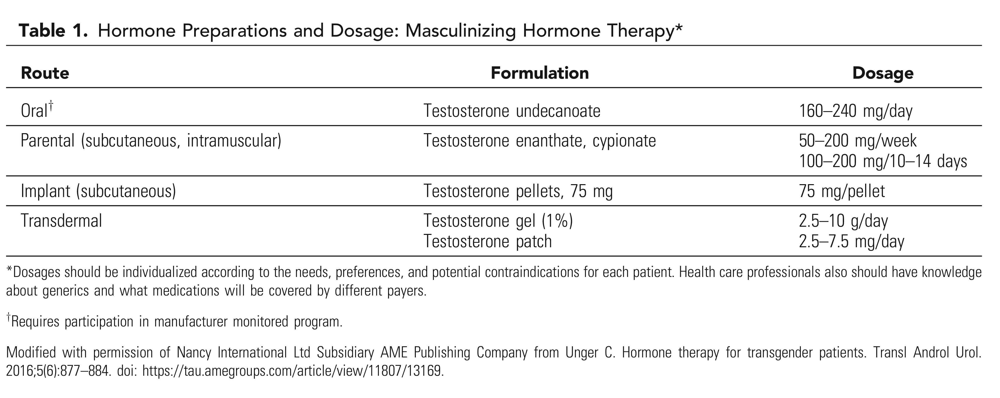 Table 1. Hormone Preparations and Dosage: Masculinizing Hormone Therapy*
Route Formulation Dosage
Oral† Testosterone undecanoate 160–240 mg/day
Parental (subcutaneous, intramuscular) Testosterone enanthate, cypionate 50–200 mg/week
100–200 mg/10–14 days
Implant (subcutaneous) Testosterone pellets, 75 mg 75 mg/pellet
Transdermal Testosterone gel (1%) 2.5–10 g/day
Testosterone patch 2.5–7.5 mg/day
*Dosages should be individualized according to the needs, preferences, and potential contraindications for each patient. Health care professionals also should have knowledge
about generics and what medications will be covered by different payers.
†Requires participation in manufacturer monitored program.
Modified with permission of Nancy International Ltd Subsidiary AME Publishing Company from Unger C. Hormone therapy for transgender patients. Transl Androl Urol.
2016;5(6):877–884. doi: https://tau.amegroups.com/article/view/11807/13169.